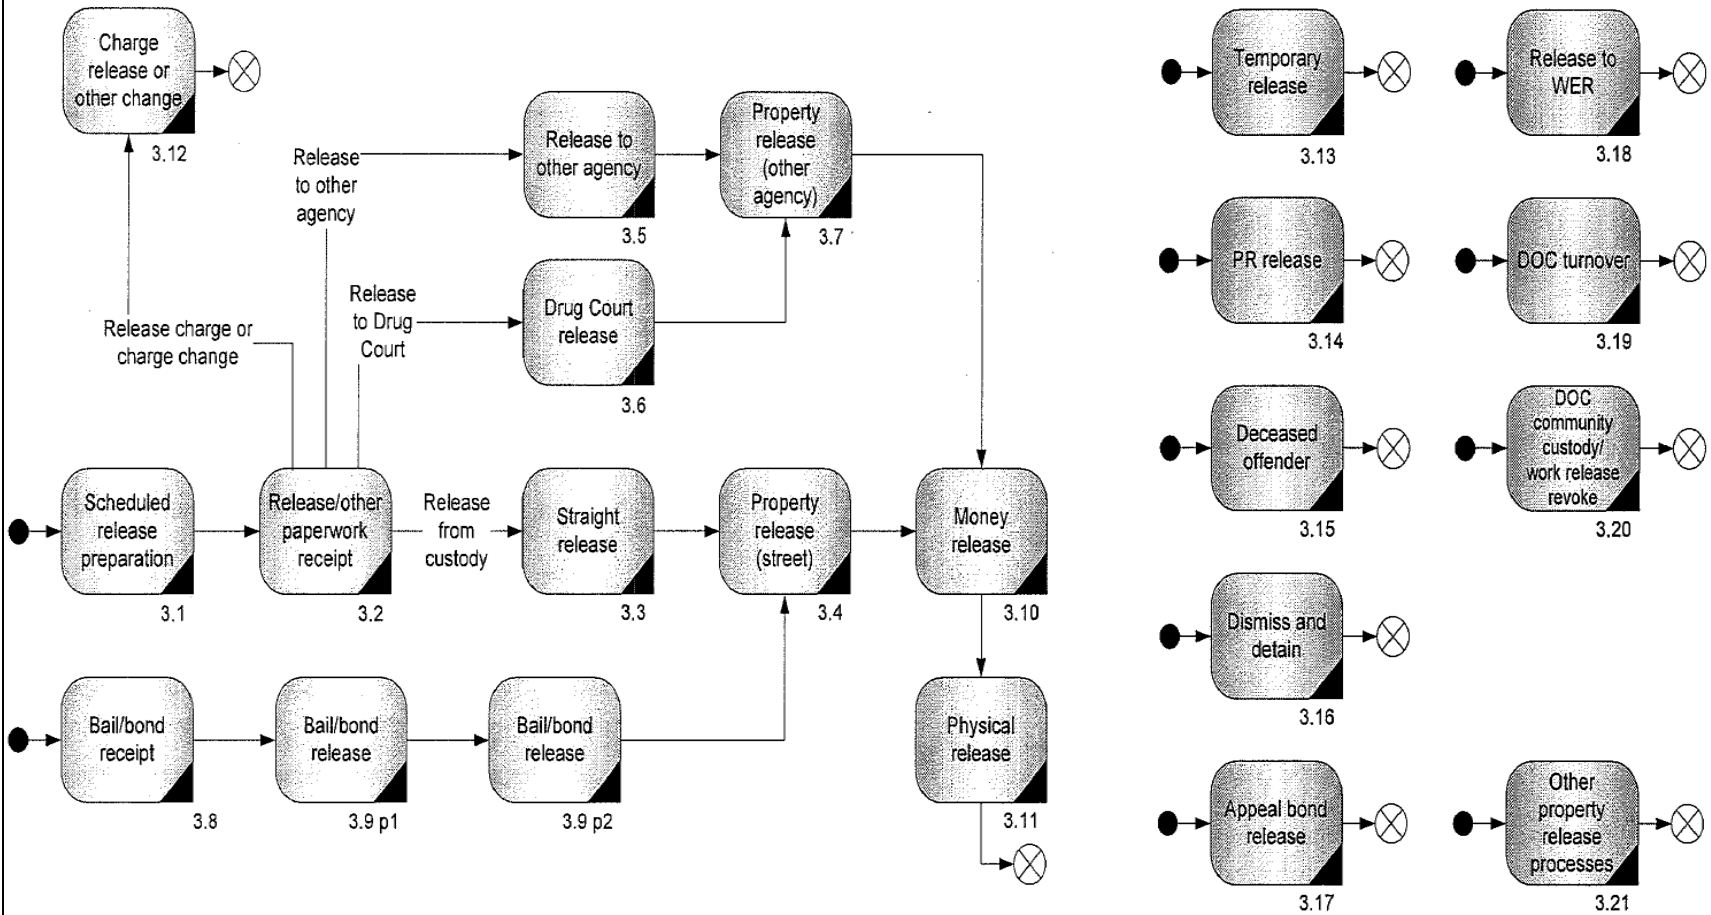 Charge
release or
other change
3.12
Release
to other
agency
Release to
other agency
3.5
Property
release
(other
agency)
3.7
Release charge or
charge change
Release
to Drug
Court
Drug Court
release
3.6
Scheduled
release
preparation
3.1
Release/other
paperwork
receipt
3.2
Release
from
custody
Straight
release
3.3
Property
release
(street)
3.4
Money
release
3.10
Bail/bond
receipt
3.8
Bail/bond
release
3.9 p1
Bail/bond
release
3.9 p2
Physical
release
3.11
Temporary
release
3.13
Release to
WER
3.18
PR release
3.14
DOC turnover
3.19
Deceased
offender
3.15
DOC
community
custody/
work release
revoke
3.20
Dismiss and
detain
3.16
Appeal bond
release
3.17
Other
property
release
processes
3.21